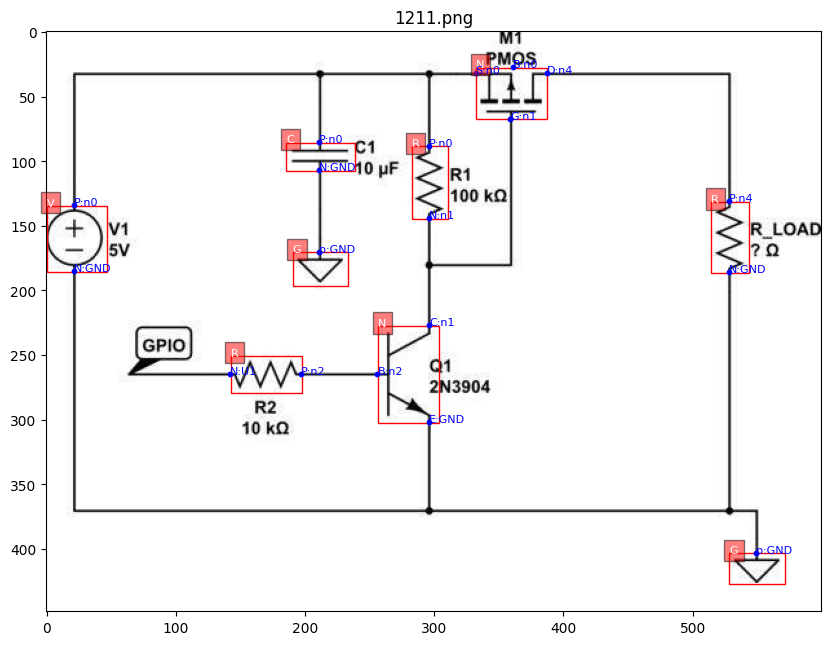 1211.png
M1
PMOS
N
S:n0
B:n0
D:n4
G:n1
C
P:n0
C1
10 µF
N:GND
R
P:n0
R1
100 kΩ
N:n1
V
P:n0
V1
5V
N:GND
G
p:GND
R
P:n4
R_LOAD
? Ω
N:GND
GPIO
R
N:U1
P:n2
R2
10 kΩ
N
C:n1
B:n2
Q1
2N3904
E:GND
G
p:GND
0
50
100
150
200
250
300
350
400
0
100
200
300
400
500